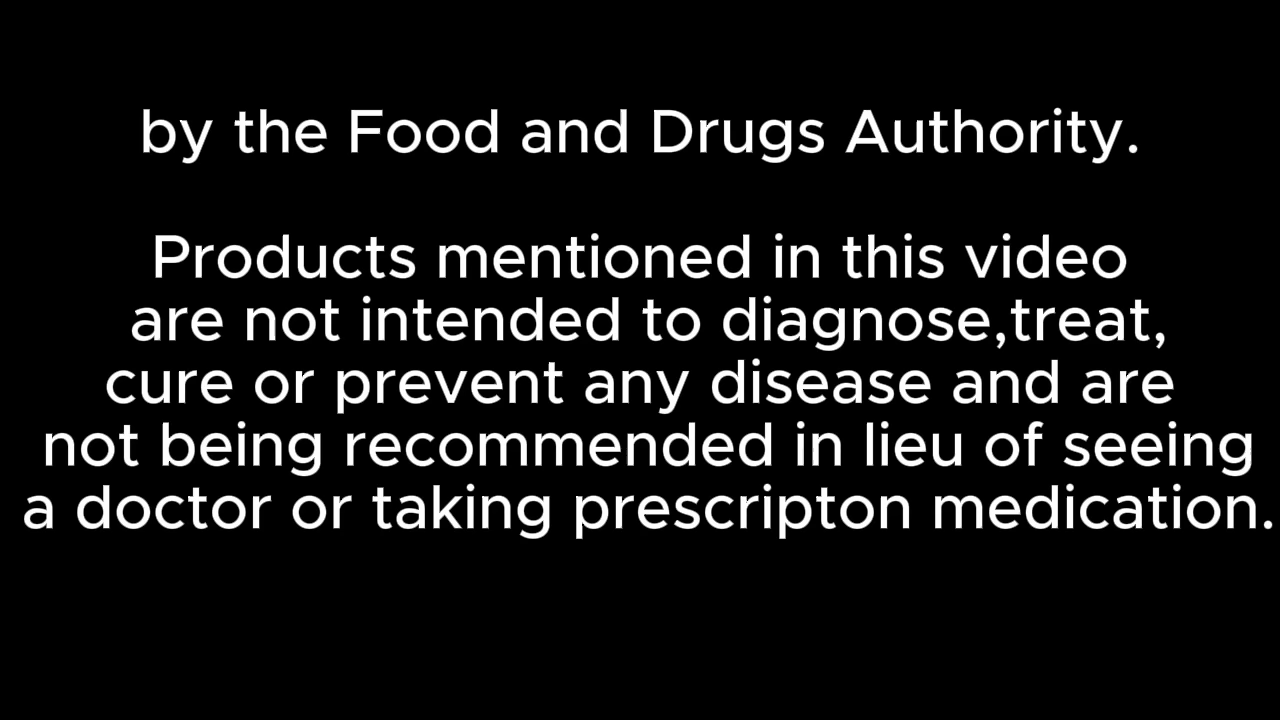 by the Food and Drugs Authority.
Products mentioned in this video
are not intended to diagnose,treat,
cure or prevent any disease and are
not being recommended in lieu of seeing
a doctor or taking prescripton medication.